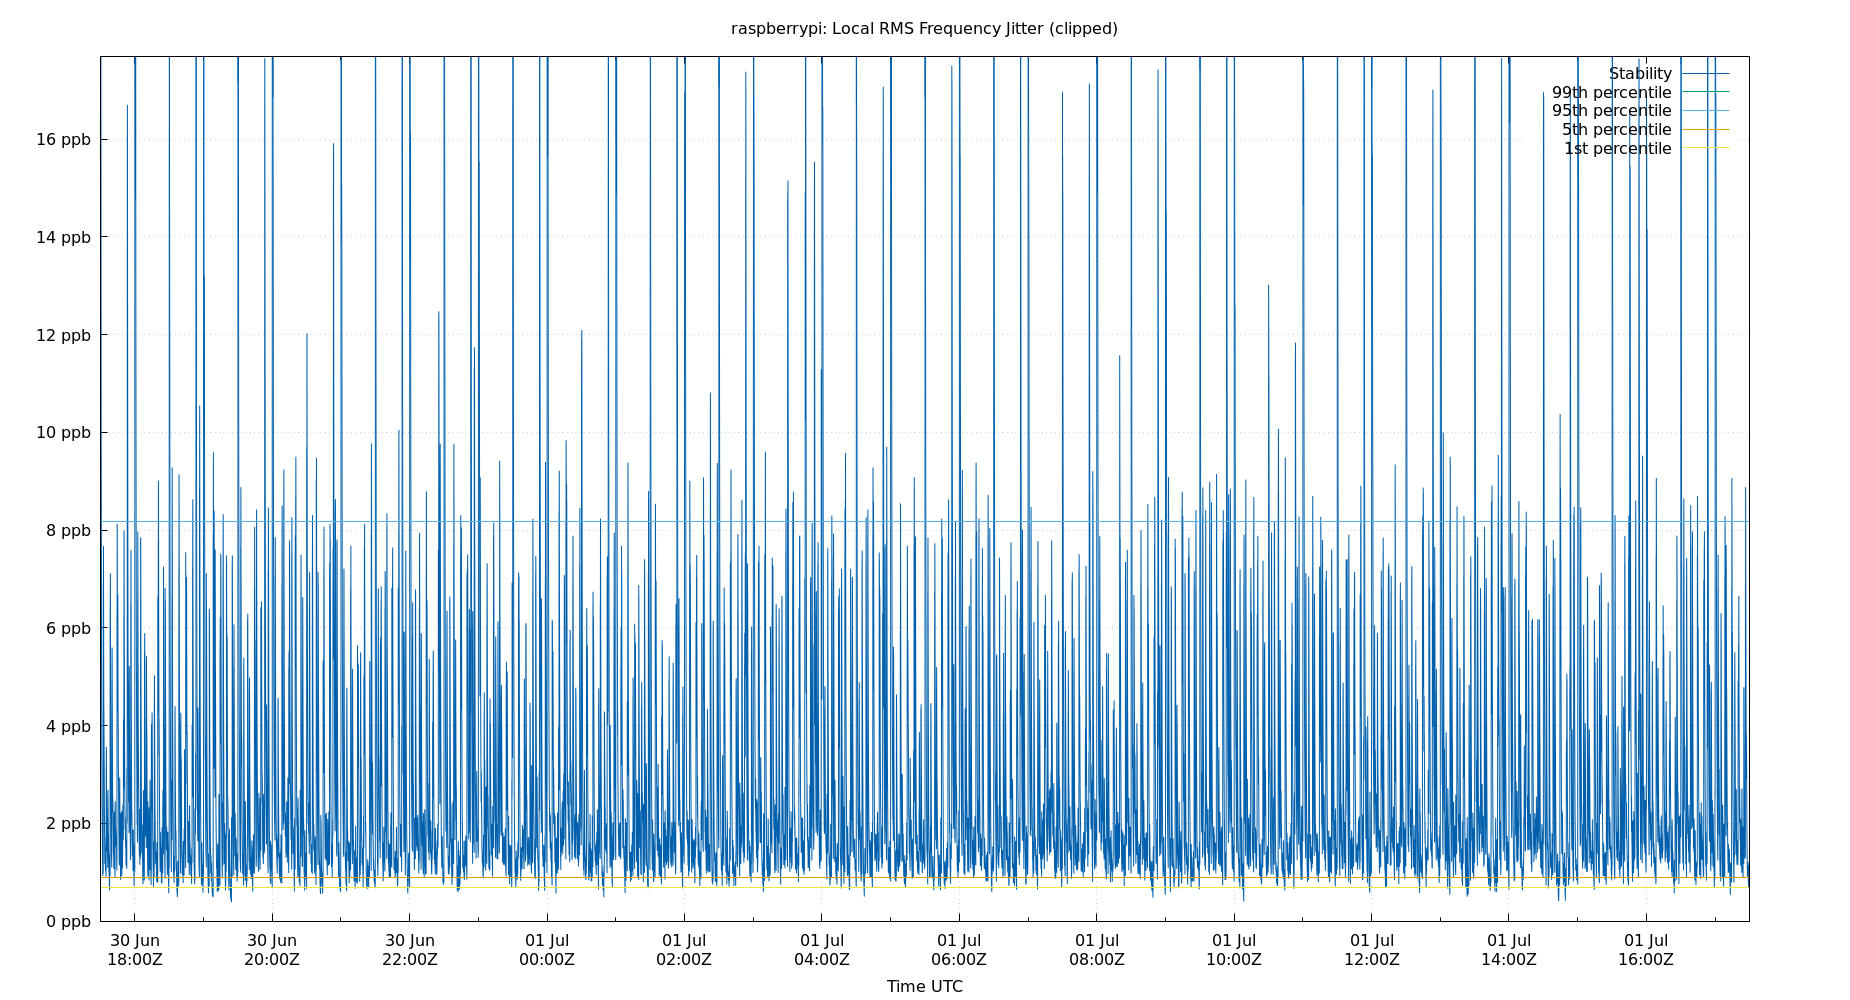 raspberrypi: Local RMS Frequency Jitter (clipped)
Stability
99th percentile
95th percentile
5th percentile
1st percentile
16 ppb
14 ppb
12 ppb
10 ppb
8 ppb
6 ppb
4 ppb
2 ppb
0 ppb
30 Jun 30 Jun 30 Jun 01 Jul 01 Jul 01 Jul 01 Jul 01 Jul 01 Jul 01 Jul 01 Jul 01 Jul
18:00Z 20:00Z 22:00Z 00:00Z 02:00Z 04:00Z 06:00Z 08:00Z 10:00Z 12:00Z 14:00Z 16:00Z
Time UTC